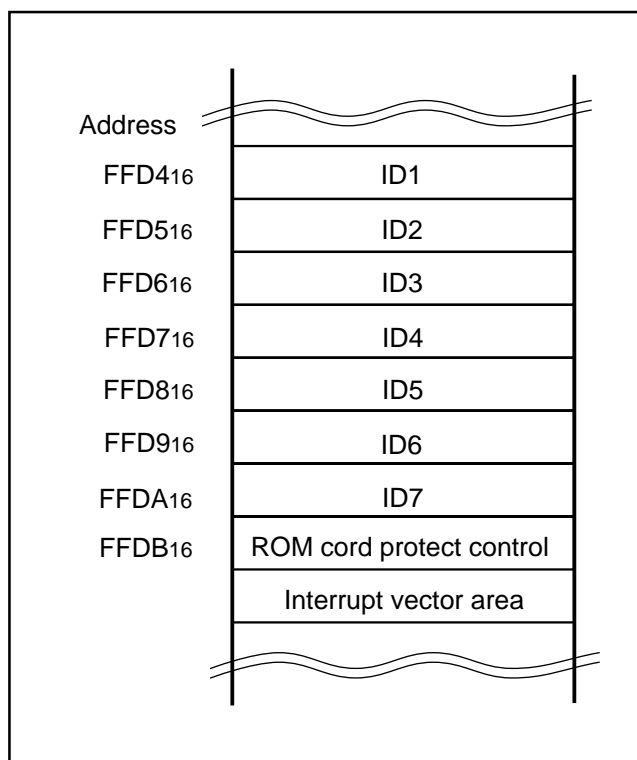 Address
FFD416 ID1
FFD516 ID2
FFD616 ID3
FFD716 ID4
FFD816 ID5
FFD916 ID6
FFDA16 ID7
FFDB16 ROM cord protect control
Interrupt vector area